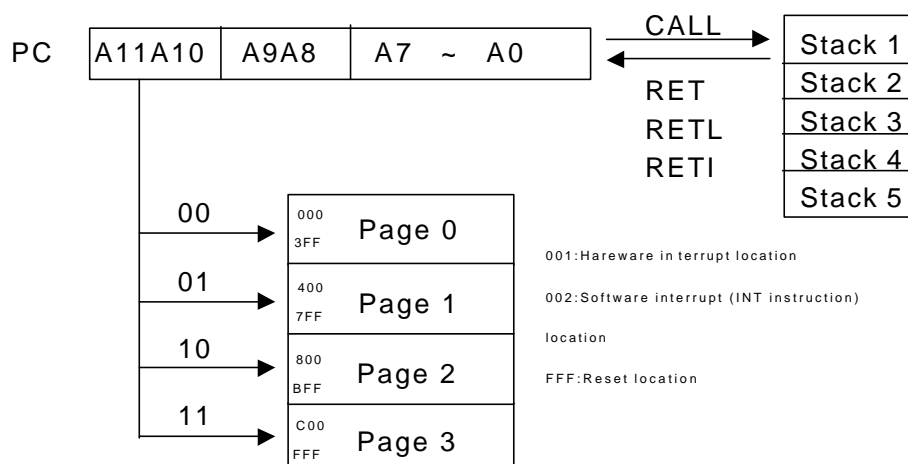 PC A11A10 A9A8 A7 ~ A0
CALL
RET
RETL
RETI
Stack 1
Stack 2
Stack 3
Stack 4
Stack 5
00
000
3FF
Page 0
01
400
7FF
Page 1
10
800
BFF
Page 2
11
C00
FFF
Page 3
001:Hareware in terrupt location
002:Software interrupt (INT instruction)
location
FFF:Reset location